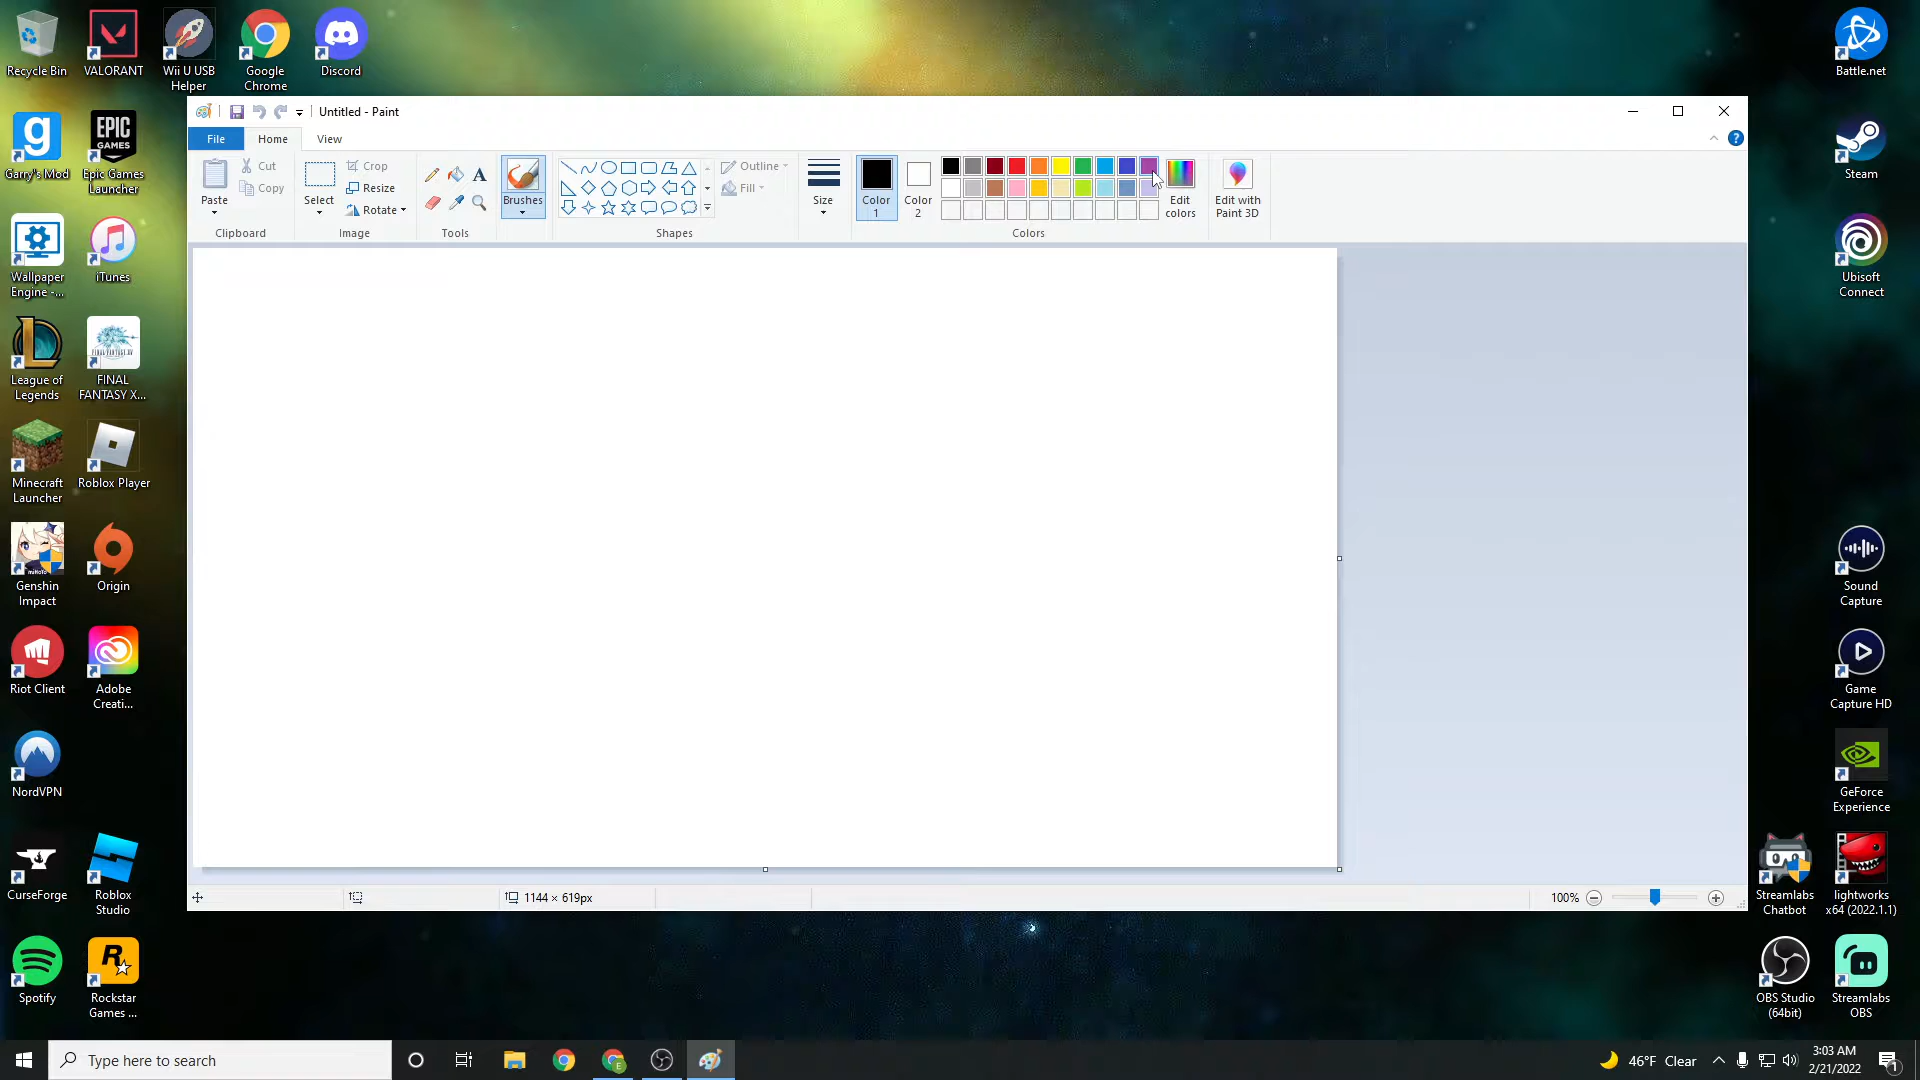 Recycle Bin
VALORANT
Wii U USB
Helper
Google
Chrome
Discord
Battle.net
Garry's Mod
EPIC
GAMES
Epic Games
Launcher
Steam
Wallpaper
Engine -...
iTunes
Ubisoft
Connect
League of
Legends
FINAL
FANTASY X...
Minecraft
Launcher
Roblox Player
Genshin
Impact
Origin
Sound
Capture
Riot Client
Adobe
Creati...
Game
Capture HD
NordVPN
GeForce
Experience
CurseForge
Roblox
Studio
Streamlabs
Chatbot
lightworks
x64 (2022.1.1)
Spotify
Rockstar
Games ...
OBS Studio
(64bit)
Streamlabs
OBS
Untitled - Paint
File
Home
View
Paste
Cut
Copy
Clipboard
Select
Crop
Resize
Rotate
Image
A
Tools
Brushes
Outline
Fill
Shapes
Size
Color
1
Color
2
Edit
colors
Colors
Edit with
Paint 3D
?
1144 × 619px
100%
Type here to search
E
46°F Clear
3:03 AM
2/21/2022
1